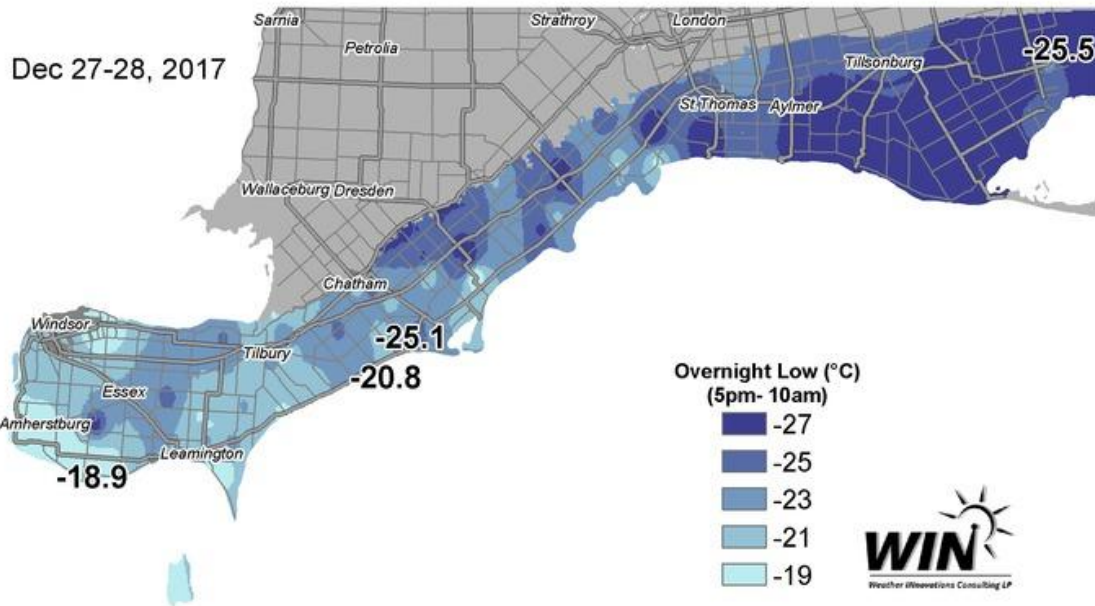 Sarnia
Strathroy
London
Petrolia
Dec 27-28, 2017
-25.5
Tillsonburg
St Thomas
Aylmer
Wallaceburg
Dresden
Chatham
Windsor
-25.1
Tilbury
-20.8
Essex
Amherstburg
Leamington
-18.9
Overnight Low (°C)
(5pm- 10am)
-27
-25
-23
-21
-19
WIN
Weather INnovations Consulting LP